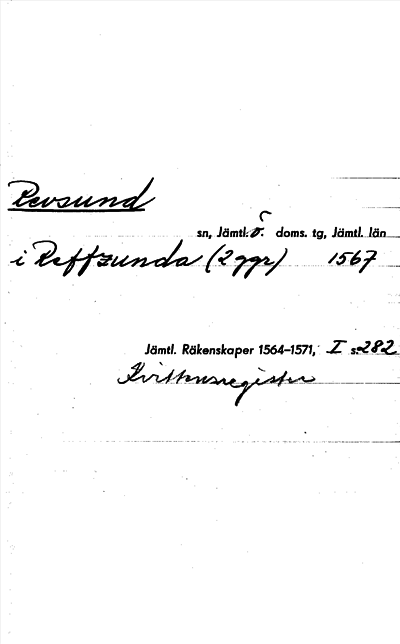 Revsund
sn, Jämtl. ö. doms. tg, Jämtl. län
i Reffzunda (2 ggr) 1567
Jämtl. Räkenskaper 1564–1571, I s. 282
Kvittensregister